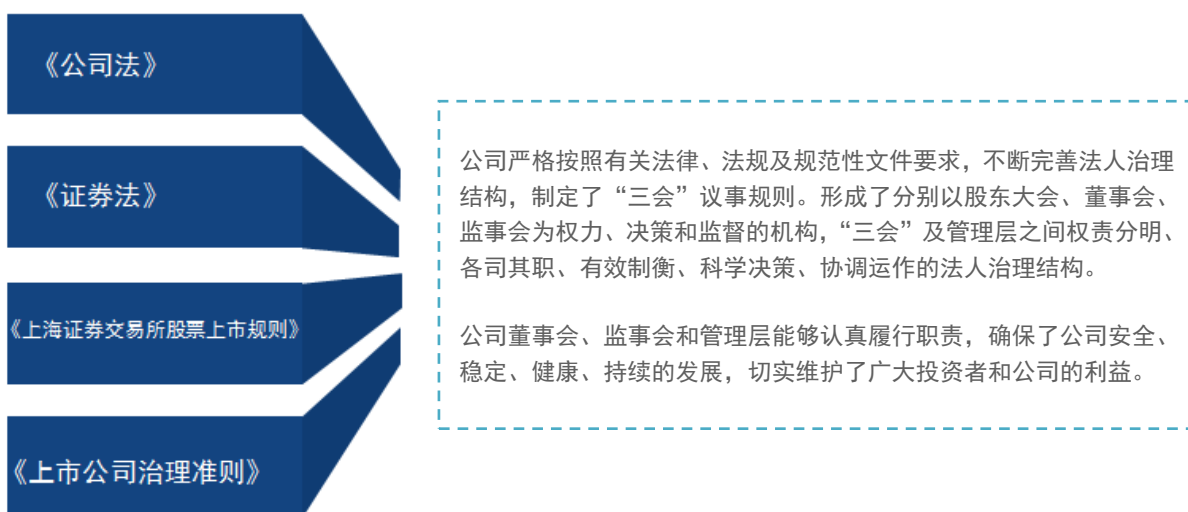 《公司法》
《证券法》
《上海证券交易所股票上市规则》
《上市公司治理准则》
公司严格按照有关法律、法规及规范性文件要求，不断完善法人治理
结构，制定了“三会”议事规则。形成了分别以股东大会、董事会、
监事会为权力、决策和监督的机构，“三会”及管理层之间权责分明、
各司其职、有效制衡、科学决策、协调运作的法人治理结构。
公司董事会、监事会和管理层能够认真履行职责，确保了公司安全、
稳定、健康、持续的发展，切实维护了广大投资者和公司的利益。